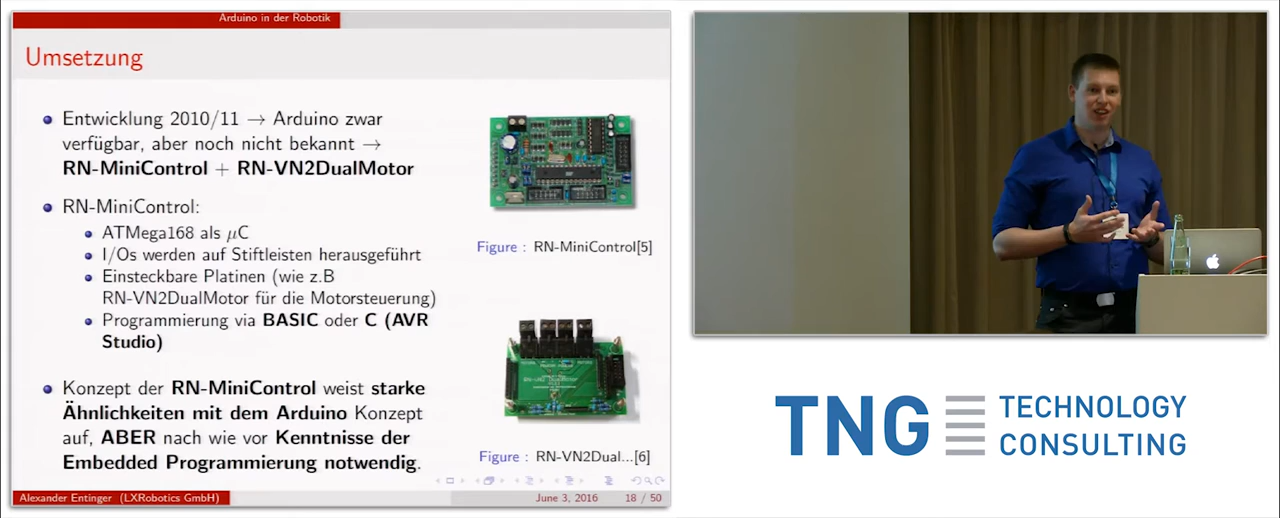 Arduino in der Robotik
Umsetzung
Entwicklung 2010/11 → Arduino zwar
verfügbar, aber noch nicht bekannt →
RN-MiniControl + RN-VN2DualMotor
RN-MiniControl:
ATMega168 als μC
I/Os werden auf Stiftleisten herausgeführt
Einsteckbare Platinen (wie z.B
RN-VN2DualMotor für die Motorsteuerung)
Programmierung via BASIC oder C (AVR
Studio)
Konzept der RN-MiniControl weist starke
Ähnlichkeiten mit dem Arduino Konzept
auf, ABER nach wie vor Kenntnisse der
Embedded Programmierung notwendig.
Figure : RN-MiniControl[5]
Figure : RN-VN2Dual...[6]
Alexander Entinger (LXRobotics GmbH)
June 3, 2016
18 / 50
TNG
TECHNOLOGY
CONSULTING